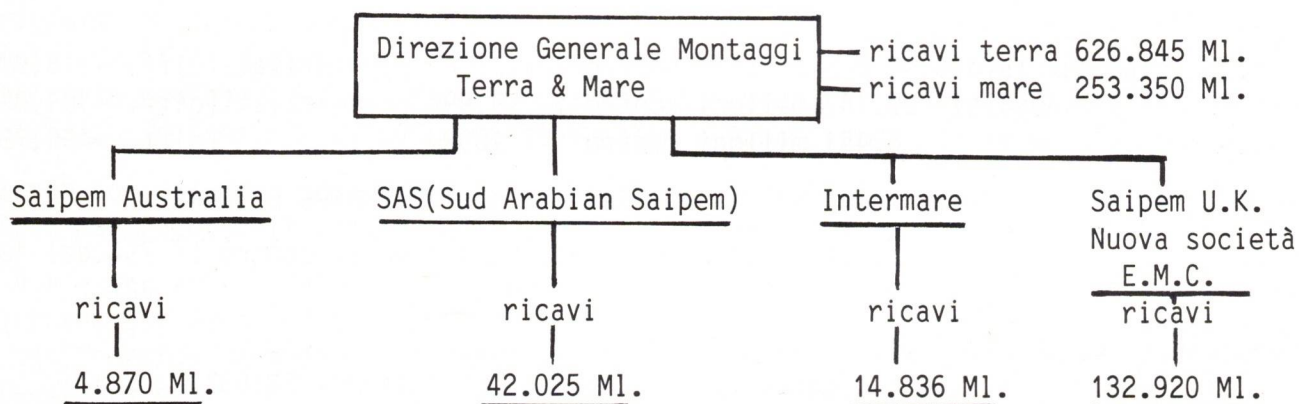 Direzione Generale Montaggi
Terra & Mare
ricavi terra 626.845 Ml.
ricavi mare 253.350 Ml.
Saipem Australia
ricavi
4.870 Ml.
SAS(Sud Arabian Saipem)
ricavi
42.025 Ml.
Intermare
ricavi
14.836 Ml.
Saipem U.K.
Nuova società
E.M.C.
ricavi
132.920 Ml.